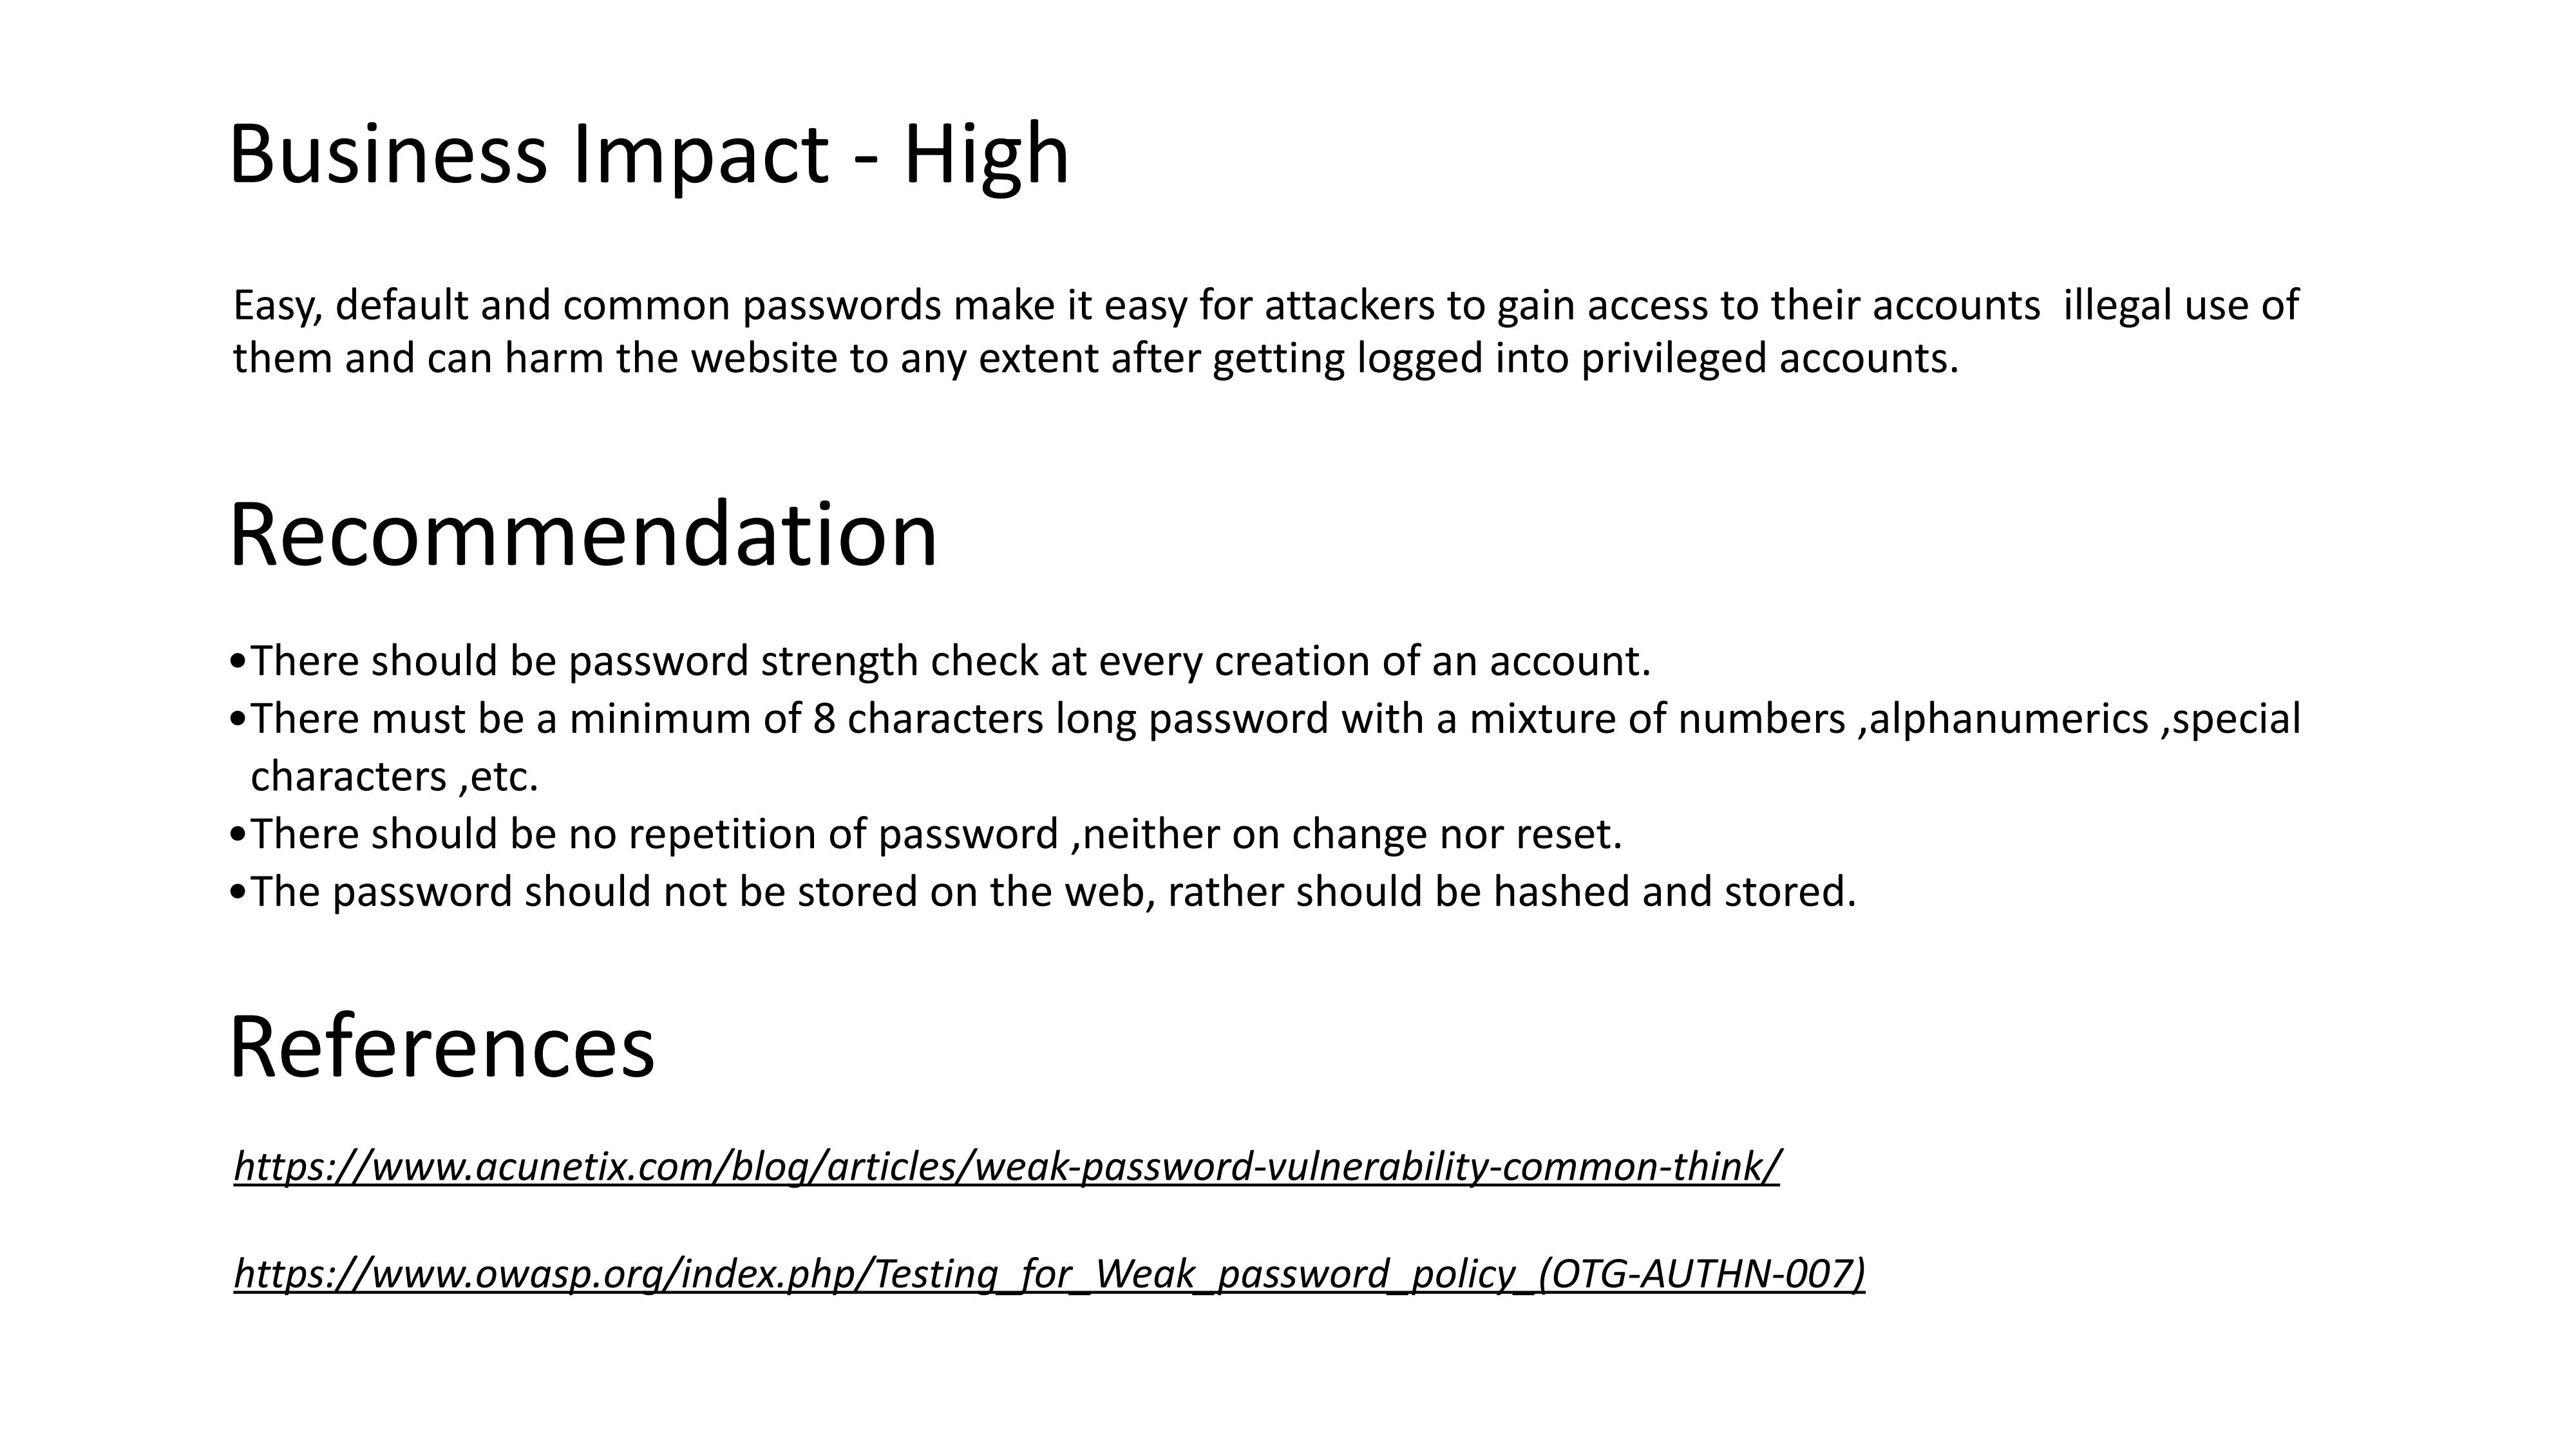 Business Impact - High
Easy, default and common passwords make it easy for attackers to gain access to their accounts  illegal use of
them and can harm the website to any extent after getting logged into privileged accounts.
Recommendation
•There should be password strength check at every creation of an account.
•There must be a minimum of 8 characters long password with a mixture of numbers ,alphanumerics ,special
characters ,etc.
•There should be no repetition of password ,neither on change nor reset.
•The password should not be stored on the web, rather should be hashed and stored.
References
https://www.acunetix.com/blog/articles/weak-password-vulnerability-common-think/
https://www.owasp.org/index.php/Testing_for_Weak_password_policy_(OTG-AUTHN-007)